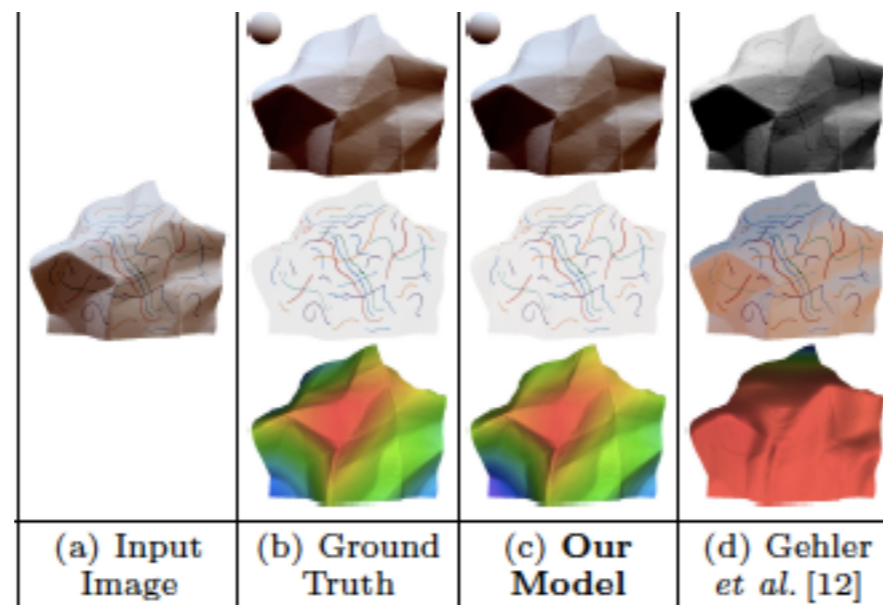 (a) Input
Image
(b) Ground
Truth
(c) Our
Model
(d) Gehler
et al. [12]